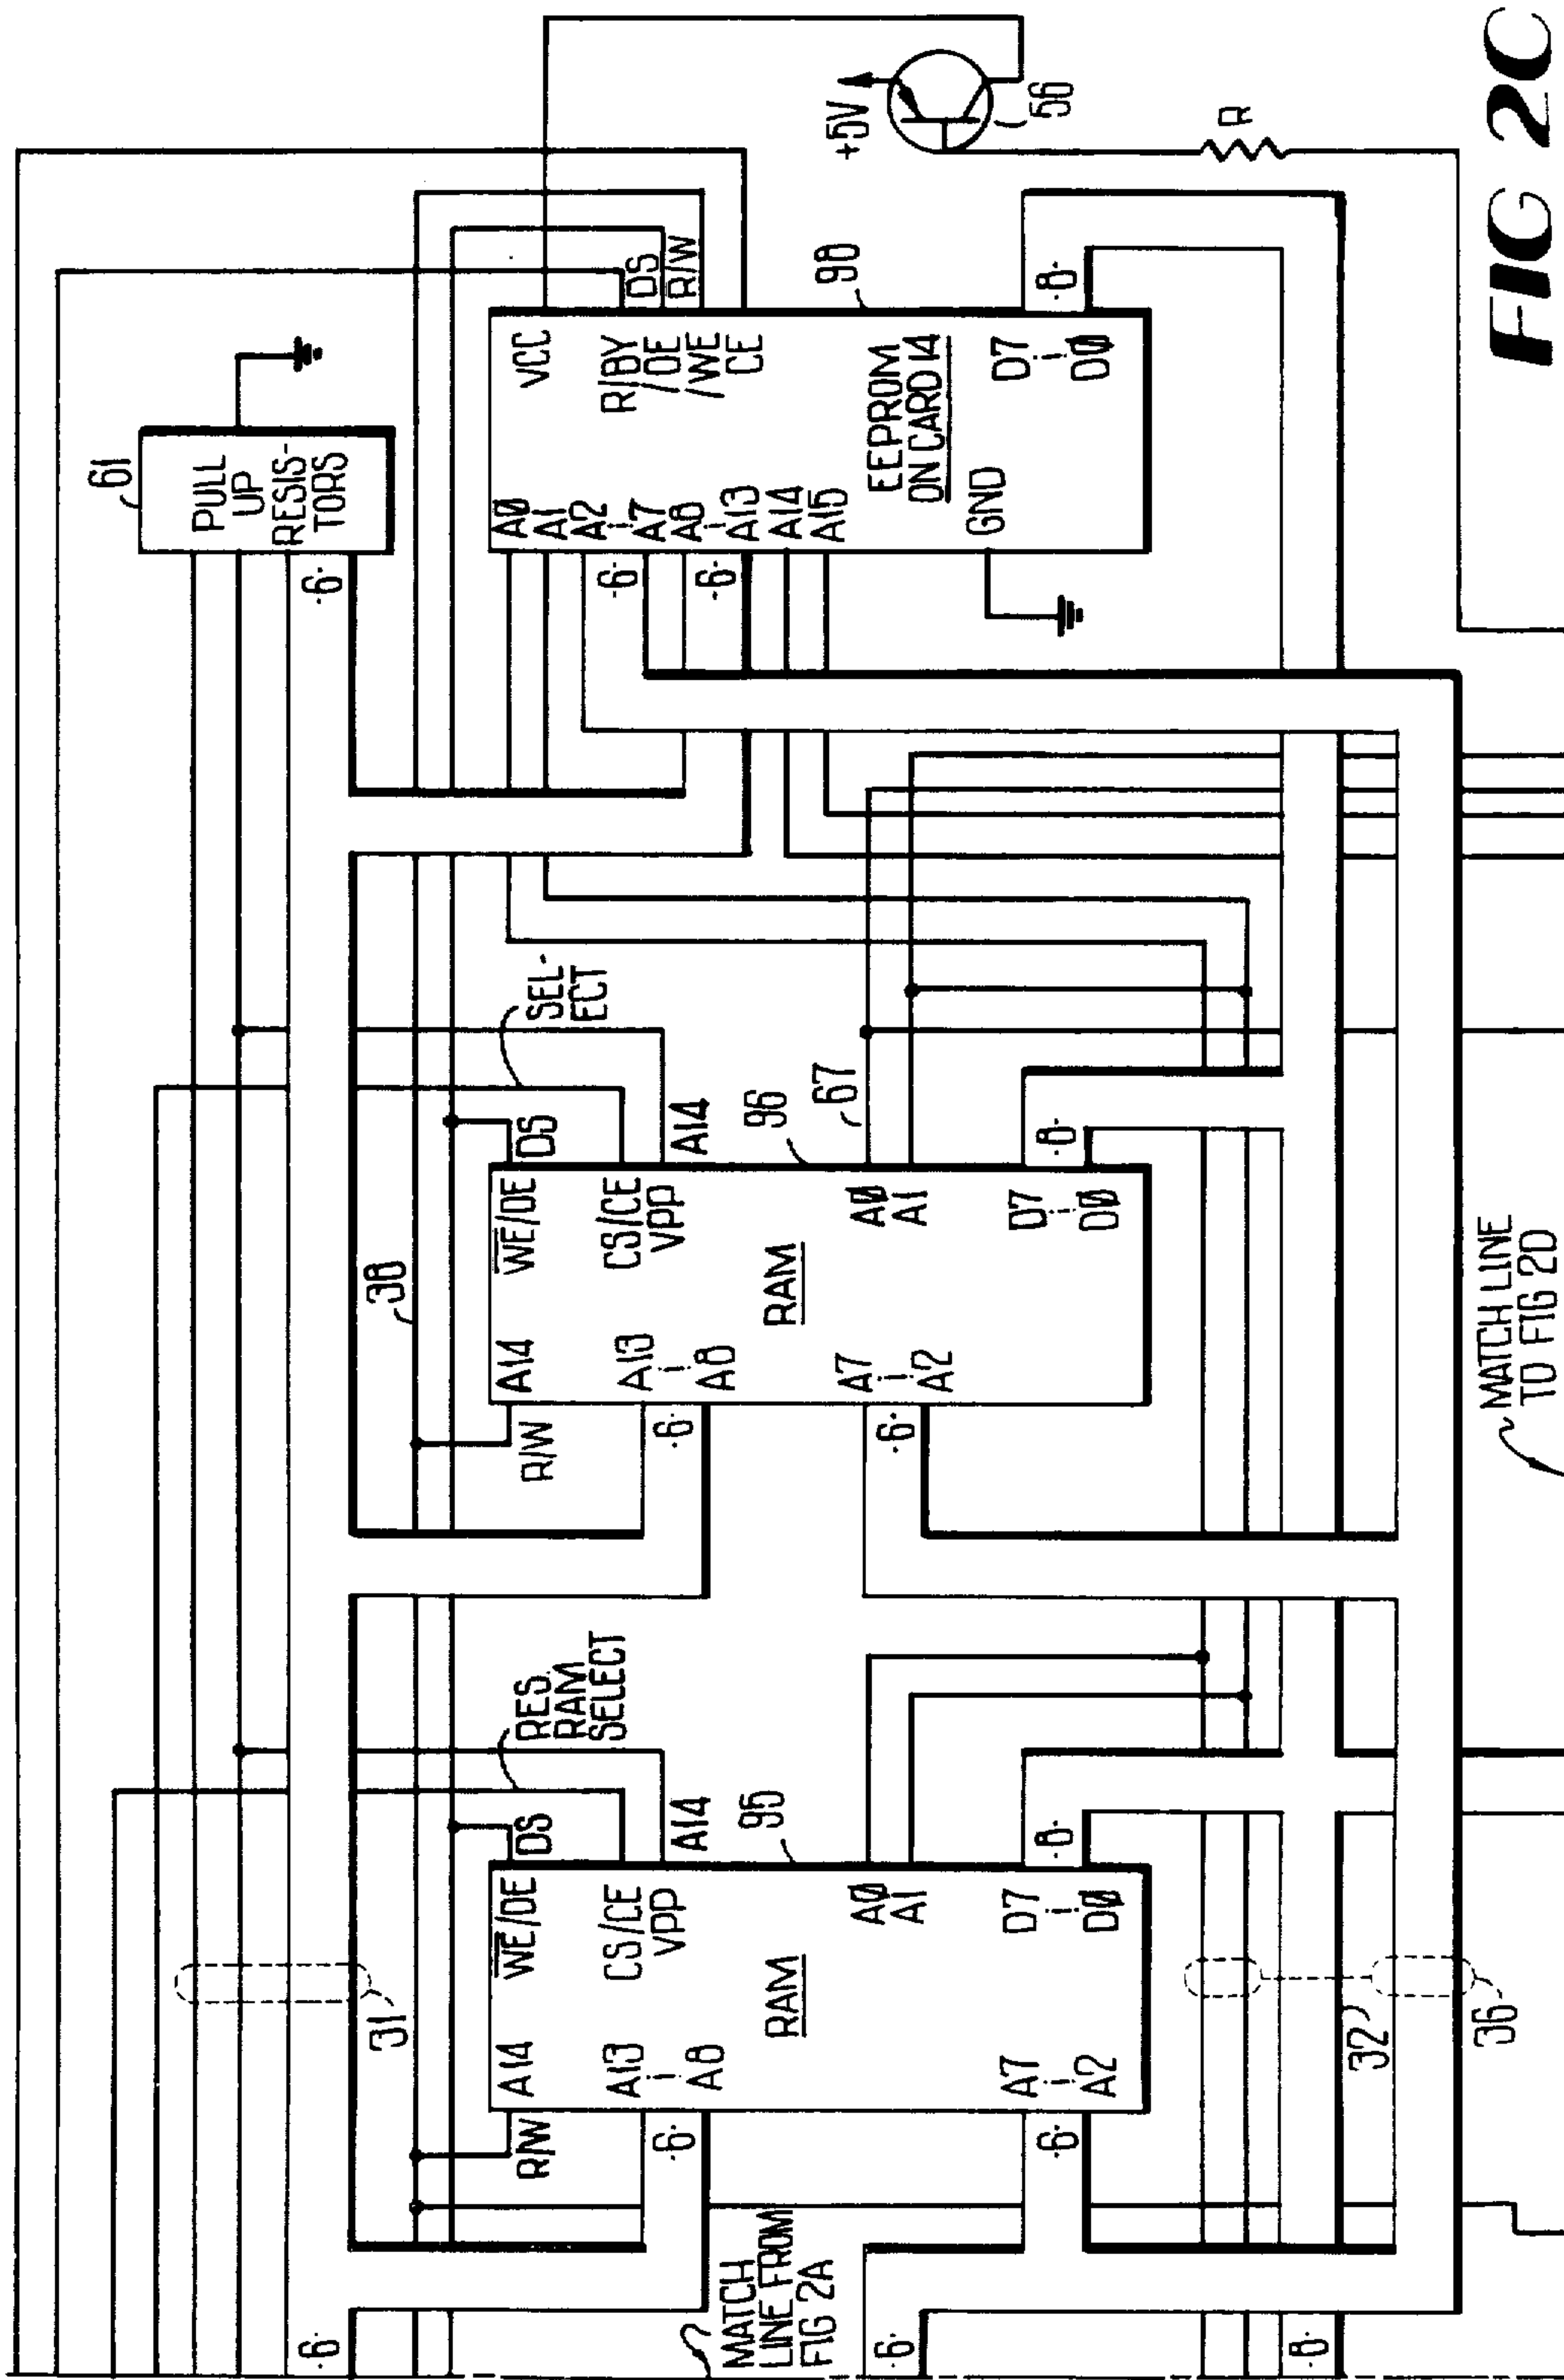 61
PULL
UP
RESIS-
TORS
·6·
·6·
31
38
RES.
RAM
SELECT
SEL-
ECT
R/W
A14
A13
A8
·6·
WE/OE
DS
CS/CE
VPP
A14
95
RAM
A0
A1
D7
D0
·8·
A7
A2
·6·
R/W
A14
A13
A8
·6·
WE/OE
DS
CS/CE
VPP
A14
96
67
RAM
A0
A1
D7
D0
·8·
A7
A2
·6·
A0
A1
A2
A7
A8
A13
A14
A15
·6·
·6·
VCC
R/BY
/OE
/WE
CE
DS
R/W
EEPROM
ON CARD 14
98
GND
D7
D0
·8·
+5V
56
R
MATCH
LINE FROM
FIG 2A
·6·
·8·
32
36
MATCH LINE
TO FIG 2D
FIG 2C